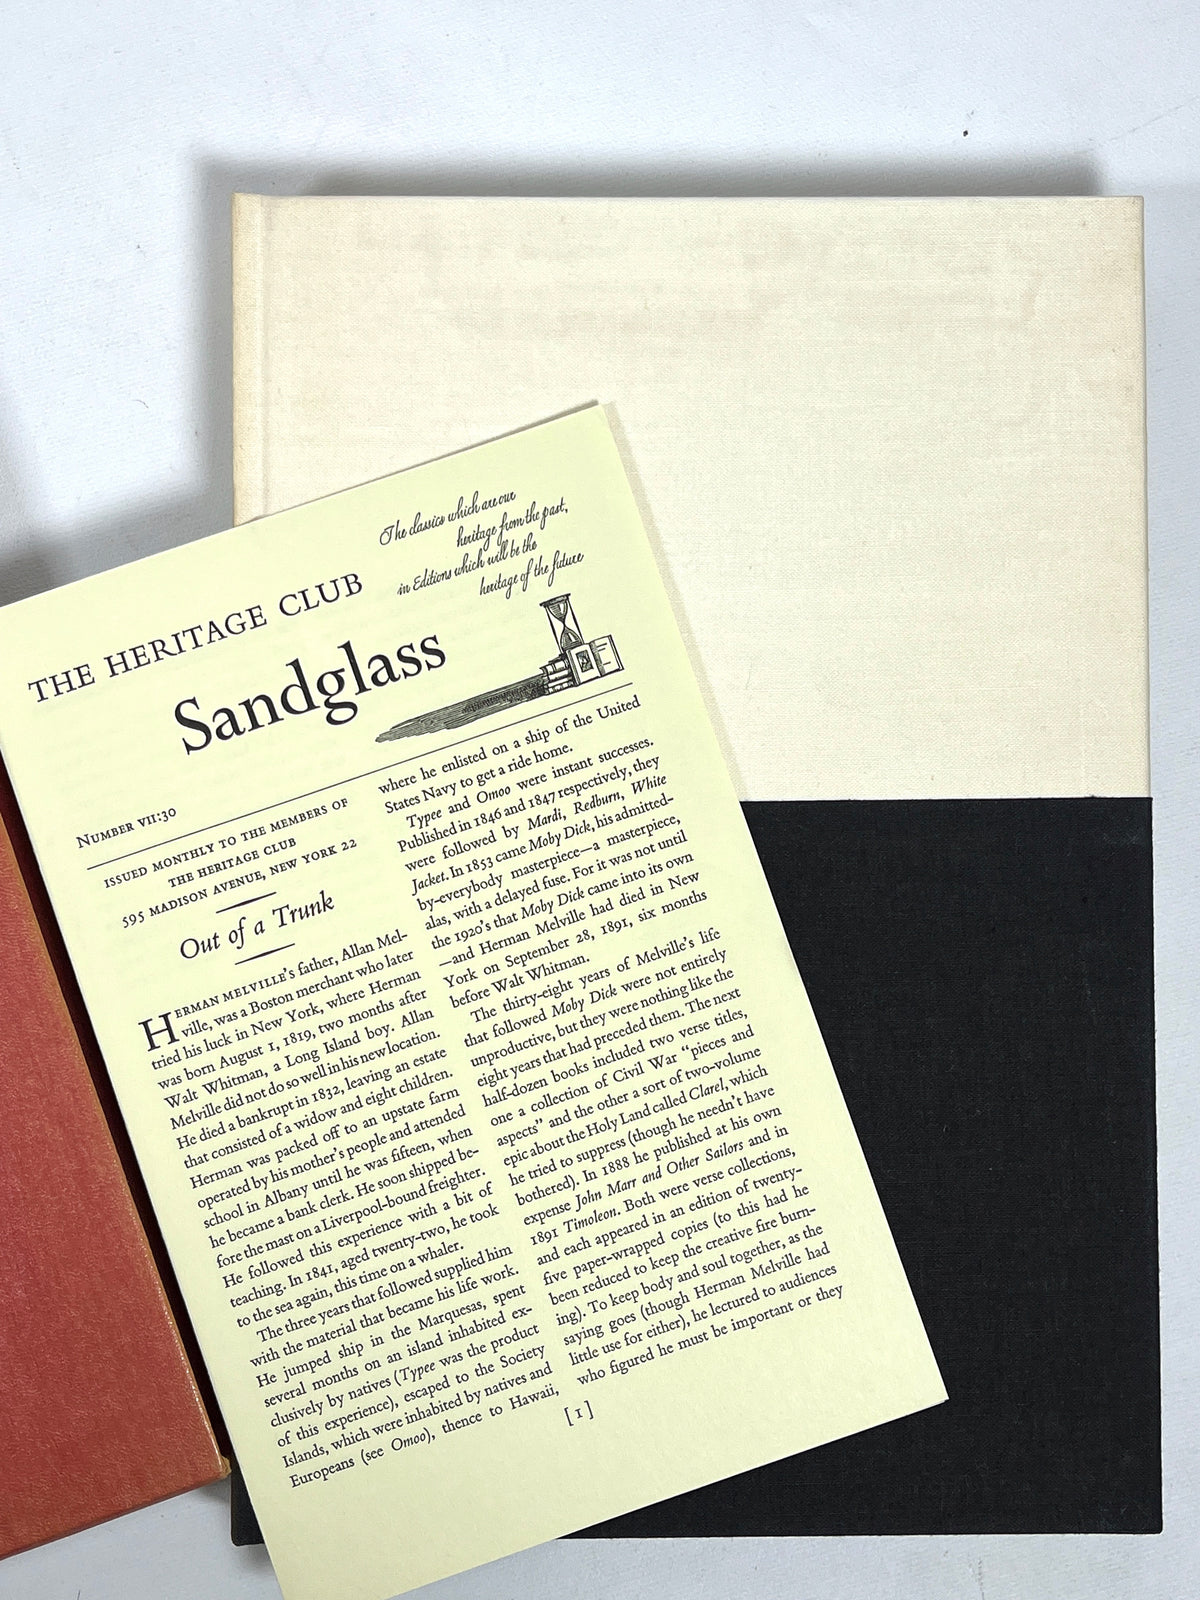 The classics which are our
heritage from the past,
in Editions which will be the
heritage of the future
THE HERITAGE CLUB
Sandglass
NUMBER VII:30
ISSUED MONTHLY TO THE MEMBERS OF
THE HERITAGE CLUB
595 MADISON AVENUE, NEW YORK 22
Out of a Trunk
HERMAN MELVILLE's father, Allan Mel-
ville, was a Boston merchant who later
tried his luck in New York, where Herman
was born August 1, 1819, two months after
Walt Whitman, a Long Island boy. Allan
Melville did not do so well in his new location.
He died a bankrupt in 1832, leaving an estate
that consisted of a widow and eight children.
Herman was packed off to an upstate farm
operated by his mother's people and attended
school in Albany until he was fifteen, when
he became a bank clerk. He soon shipped be-
fore the mast on a Liverpool-bound freighter.
He followed this experience with a bit of
teaching. In 1841, aged twenty-two, he took
to the sea again, this time on a whaler.
The three years that followed supplied him
with the material that became his life work.
He jumped ship in the Marquesas, spent
several months on an island inhabited ex-
clusively by natives (Typee was the product
of this experience), escaped to the Society
Islands, which were inhabited by natives and
Europeans (see Omoo), thence to Hawaii,
where he enlisted on a ship of the United
States Navy to get a ride home.
Typee and Omoo were instant successes.
Published in 1846 and 1847 respectively, they
were followed by Mardi, Redburn, White
Jacket. In 1853 came Moby Dick, his admitted-
by-everybody masterpiece—a masterpiece,
alas, with a delayed fuse. For it was not until
the 1920's that Moby Dick came into its own
—and Herman Melville had died in New
York on September 28, 1891, six months
before Walt Whitman.
The thirty-eight years of Melville's life
that followed Moby Dick were not entirely
unproductive, but they were nothing like the
eight years that had preceded them. The next
half-dozen books included two verse titles,
one a collection of Civil War "pieces and
aspects" and the other a sort of two-volume
epic about the Holy Land called Clarel, which
he tried to suppress (though he needn't have
bothered). In 1888 he published at his own
expense John Marr and Other Sailors and in
1891 Timoleon. Both were verse collections,
and each appeared in an edition of twenty-
five paper-wrapped copies (to this had he
been reduced to keep the creative fire burn-
ing). To keep body and soul together, as the
saying goes (though Herman Melville had
little use for either), he lectured to audiences
who figured he must be important or they
[1]